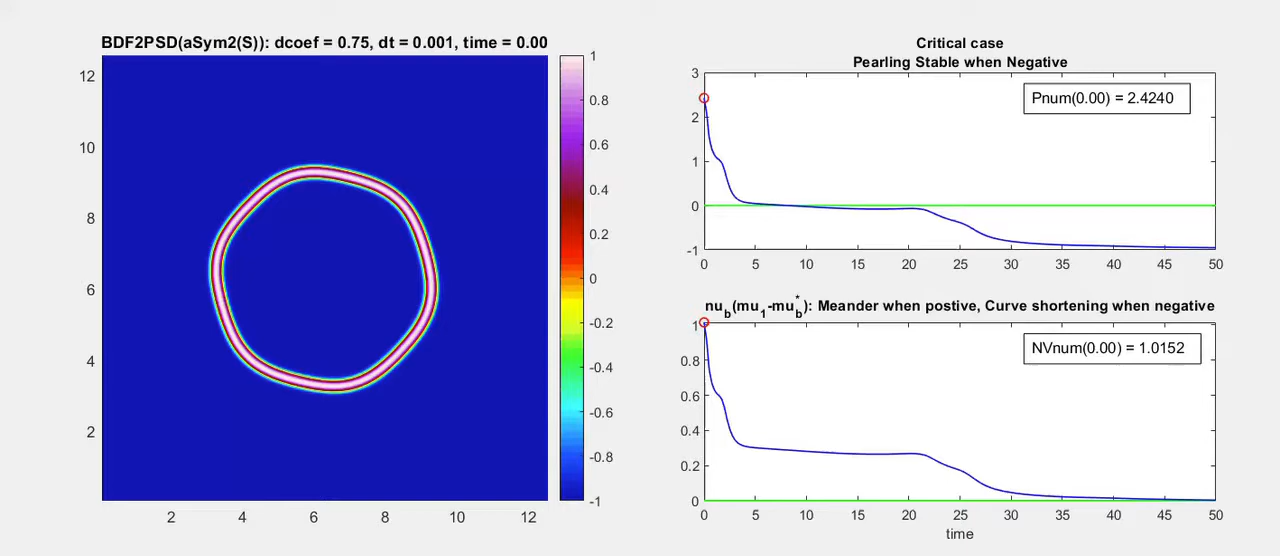 BDF2PSD(aSym2(S)): dcoef = 0.75, dt = 0.001, time = 0.00
12
10
8
6
4
2
2 4 6 8 10 12
1
0.8
0.6
0.4
0.2
0
-0.2
-0.4
-0.6
-0.8
-1
Critical case
Pearling Stable when Negative
Pnum(0.00) = 2.4240
3
2
1
0
-1
0 5 10 15 20 25 30 35 40 45 50
nu_b(mu_1-mu_b^*): Meander when postive, Curve shortening when negative
NVnum(0.00) = 1.0152
1
0.8
0.6
0.4
0.2
0
0 5 10 15 20 25 30 35 40 45 50
time